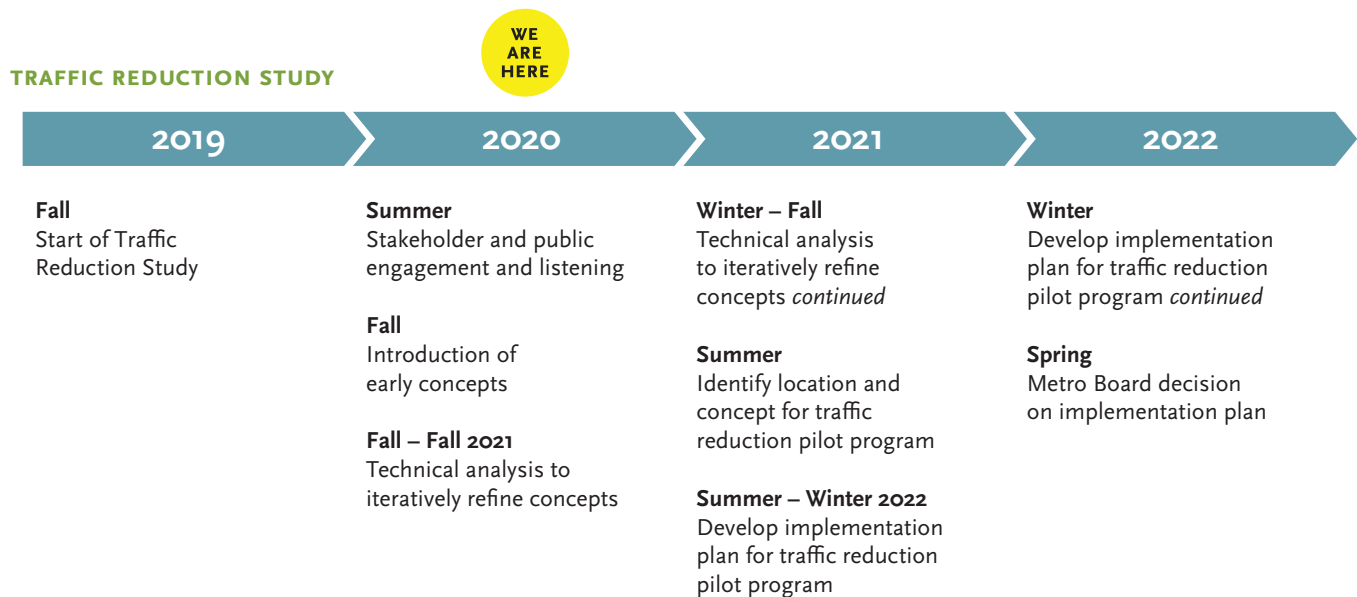 WE
ARE
HERE
TRAFFIC REDUCTION STUDY
2019
2020
2021
2022
Fall
Start of Traffic
Reduction Study
Summer
Stakeholder and public
engagement and listening
Fall
Introduction of
early concepts
Fall – Fall 2021
Technical analysis to
iteratively refine concepts
Winter – Fall
Technical analysis
to iteratively refine
concepts continued
Summer
Identify location and
concept for traffic
reduction pilot program
Summer – Winter 2022
Develop implementation
plan for traffic reduction
pilot program
Winter
Develop implementation
plan for traffic reduction
pilot program continued
Spring
Metro Board decision
on implementation plan